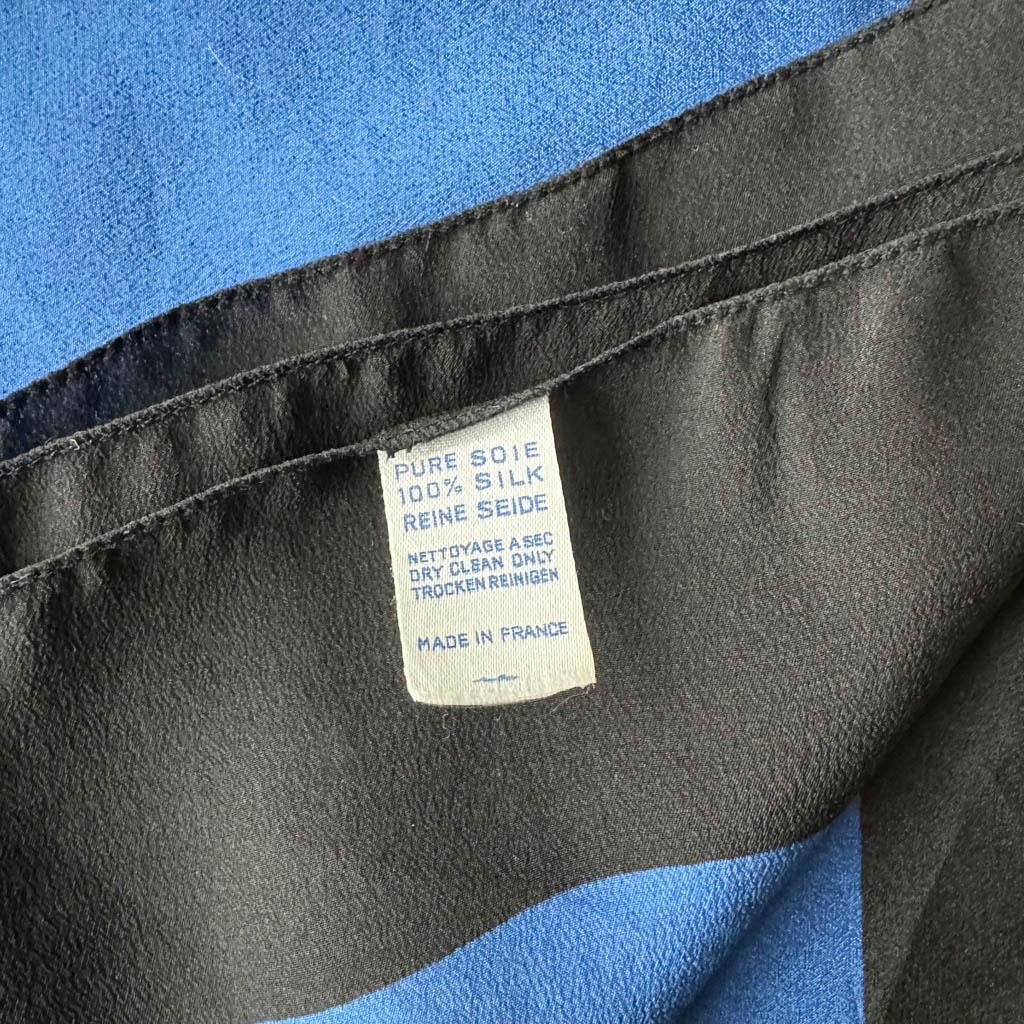 PURE SOIE
100% SILK
REINE SEIDE
NETTOYAGE A SEC
DRY CLEAN ONLY
TROCKEN REINIGEN
MADE IN FRANCE